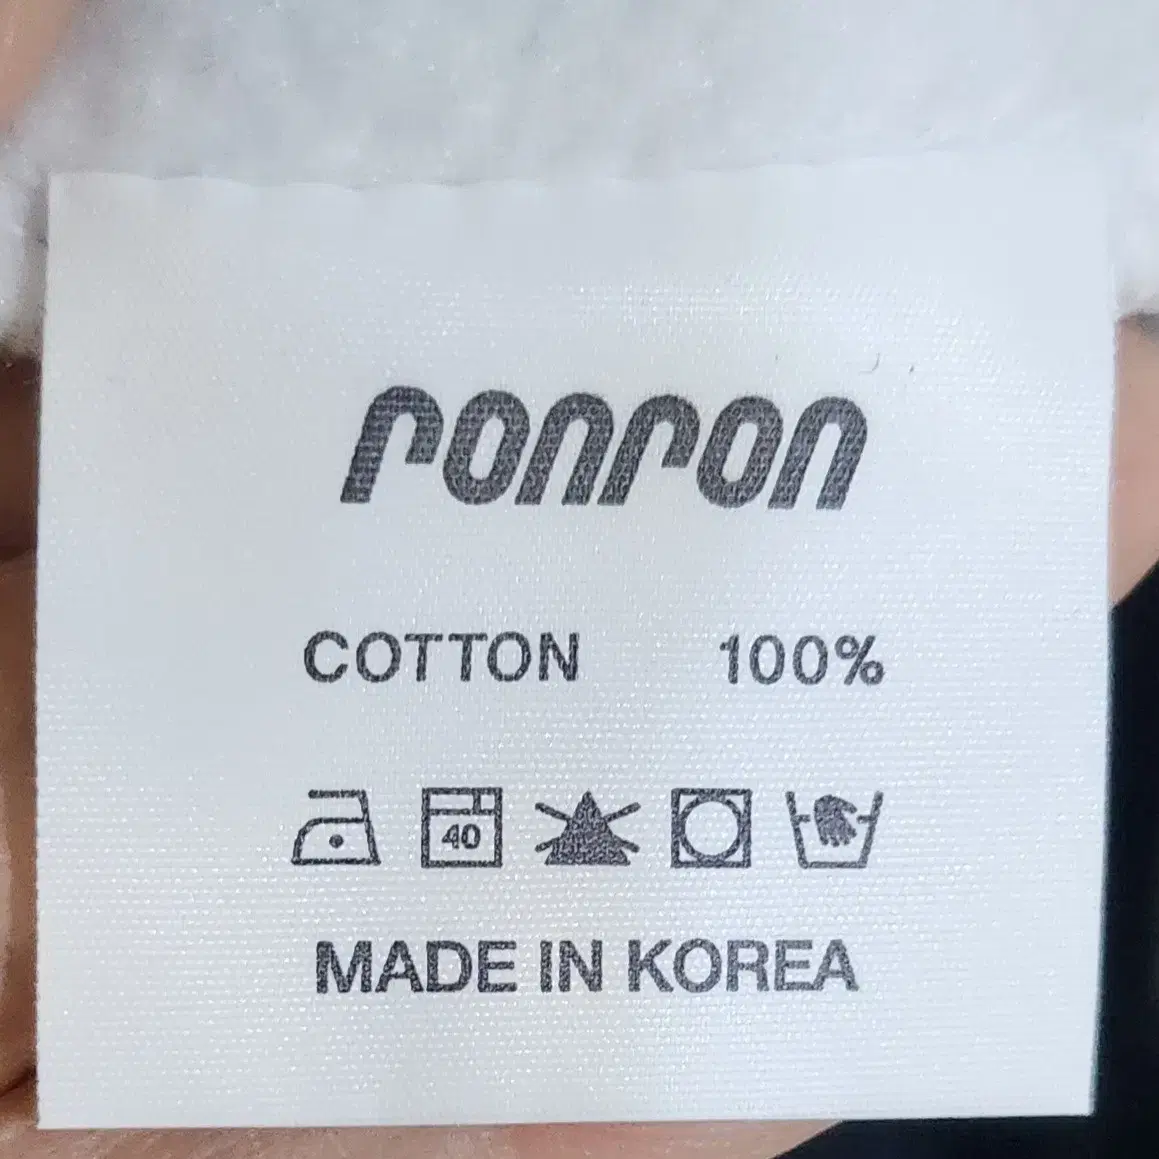 ronron
COTTON 100%
40
MADE IN KOREA